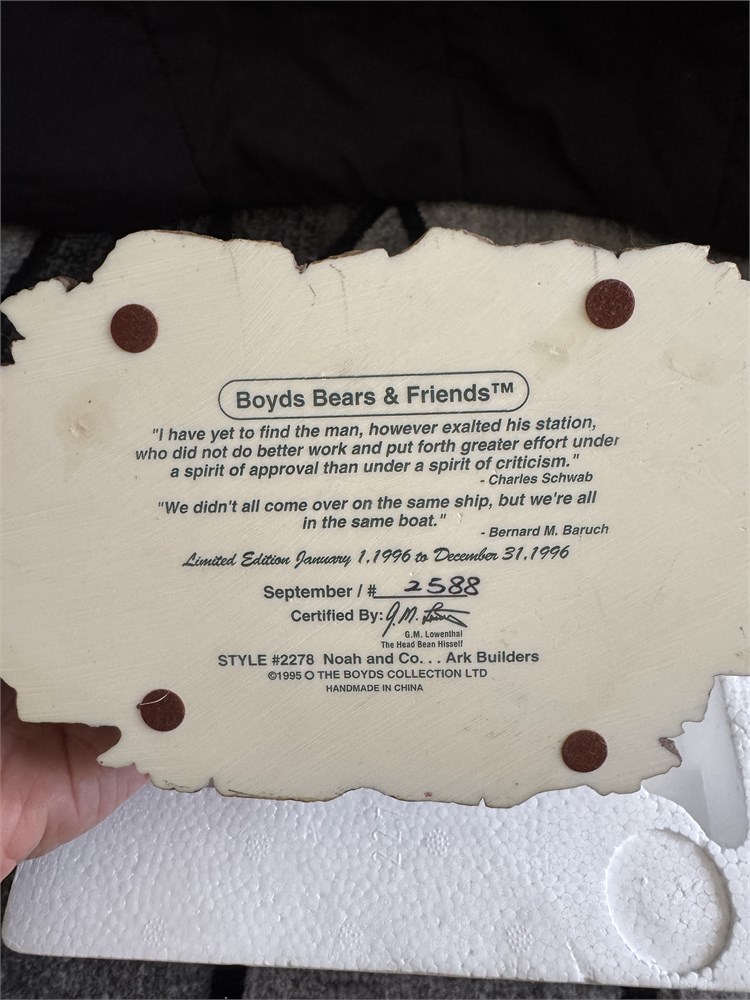 Boyds Bears & Friends™
"I have yet to find the man, however exalted his station,
who did not do better work and put forth greater effort under
a spirit of approval than under a spirit of criticism."
- Charles Schwab
"We didn't all come over on the same ship, but we're all
in the same boat."
- Bernard M. Baruch
Limited Edition January 1,1996 to December 31,1996
September / # 2588
Certified By: G.M. Lowenthal
G.M. Lowenthal
The Head Bean Hisself
STYLE #2278 Noah and Co. . . Ark Builders
©1995 O THE BOYDS COLLECTION LTD
HANDMADE IN CHINA
22